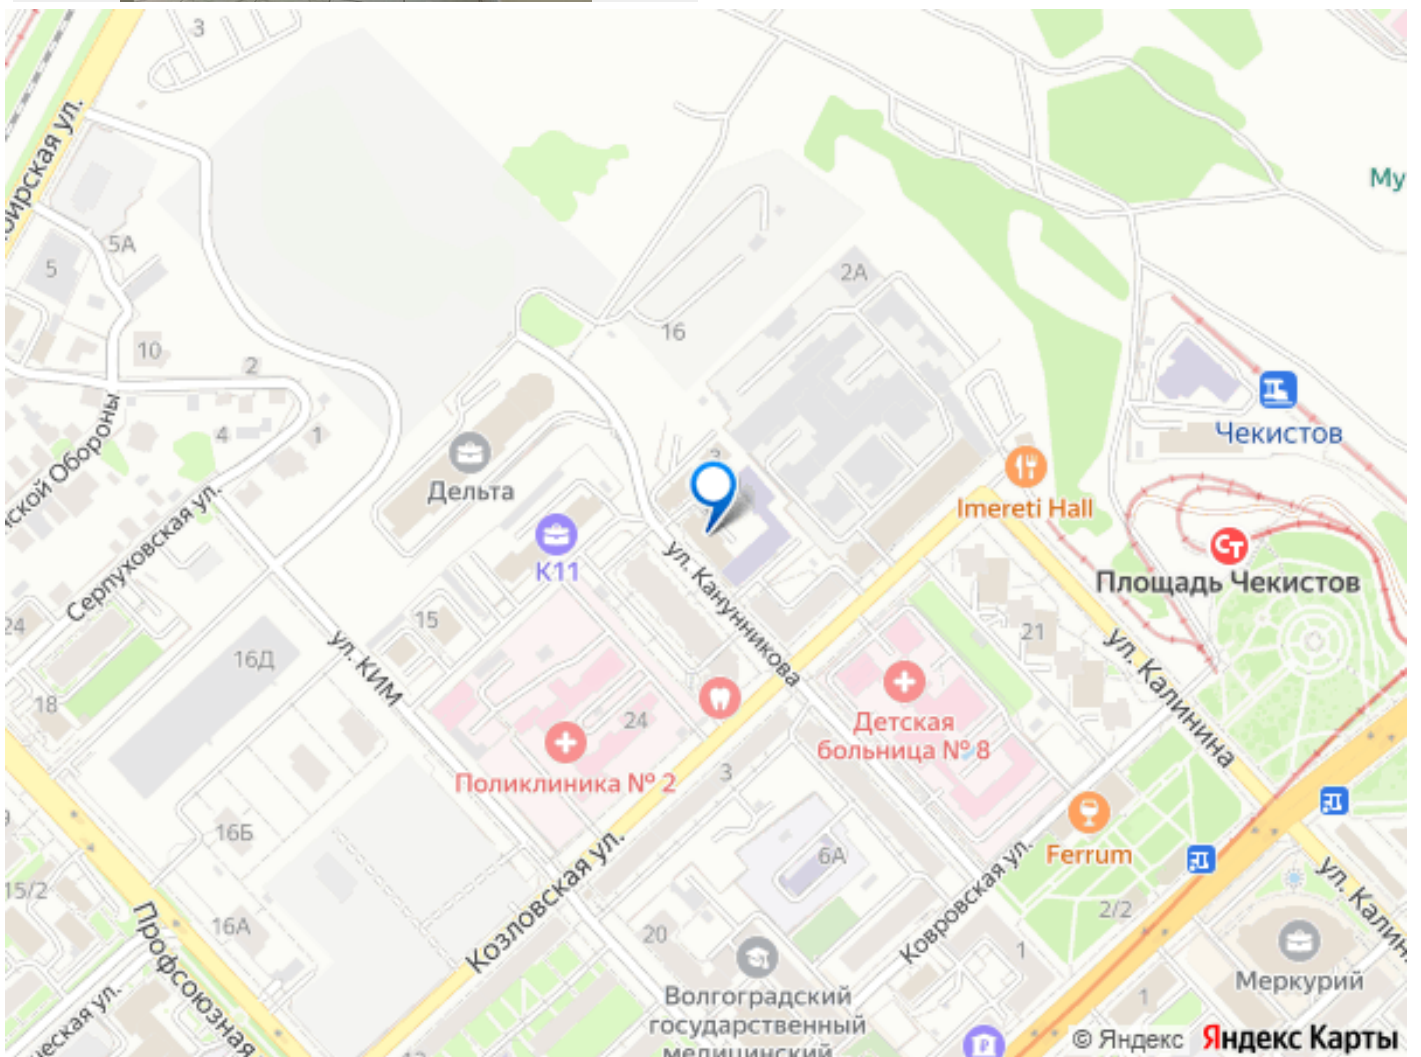 3
бирская ул.
5А
5
10
2
4
1
ской Обороны
Серпуховская ул.
24
18
16Д
ул. КИМ
15
Дельта
К11
16
2А
3
Му
Чекистов
Imereti Hall
Площадь Чекистов
ул. Канунникова
21
ул. Калинина
Детская
больница № 8
24
Поликлиника № 2
3
16Б
15/2
16А
Профсоюзная
ческая ул.
Козловская ул.
6А
20
Ferrum
Ковровская ул.
2/2
1
Волгоградский
государственный
медицинский
ул. Калин
Меркурий
1
© Яндекс Яндекс Карты